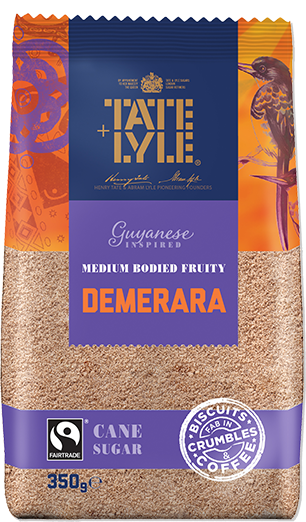 TATE
+
LYLE®
HENRY TATE & ABRAM LYLE PIONEERING FOUNDERS
Guyanese
INSPIRED
MEDIUM BODIED FRUITY
DEMERARA
FAIRTRADE
CANE
SUGAR
BISCUITS
FAB IN
CRUMBLES
& COFFEE
350g e